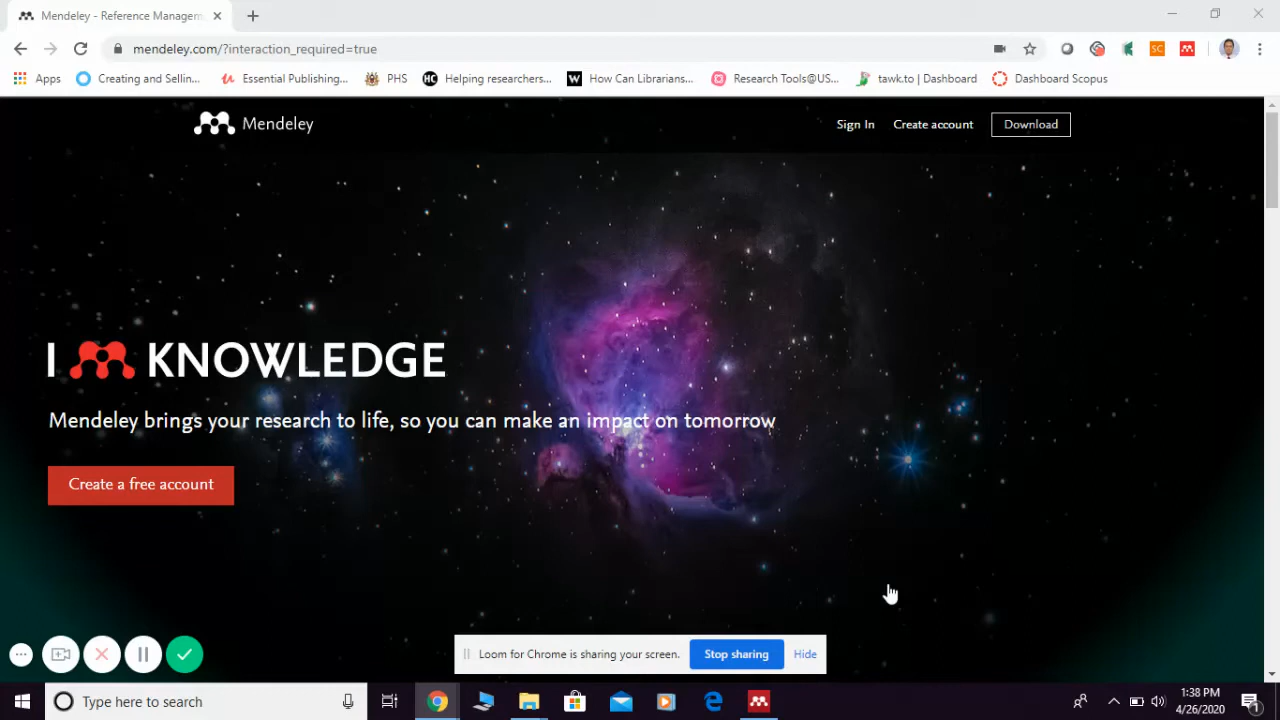 Mendeley - Reference Managem
mendeley.com/?interaction_required=true
SC
Apps
Creating and Sellin...
Essential Publishing...
PHS
HC
Helping researchers...
W
How Can Librarians...
Research Tools@US...
tawk.to | Dashboard
Dashboard Scopus
Mendeley
Sign In
Create account
Download
I KNOWLEDGE
Mendeley brings your research to life, so you can make an impact on tomorrow
Create a free account
Loom for Chrome is sharing your screen.
Stop sharing
Hide
Type here to search
1:38 PM
4/26/2020
1